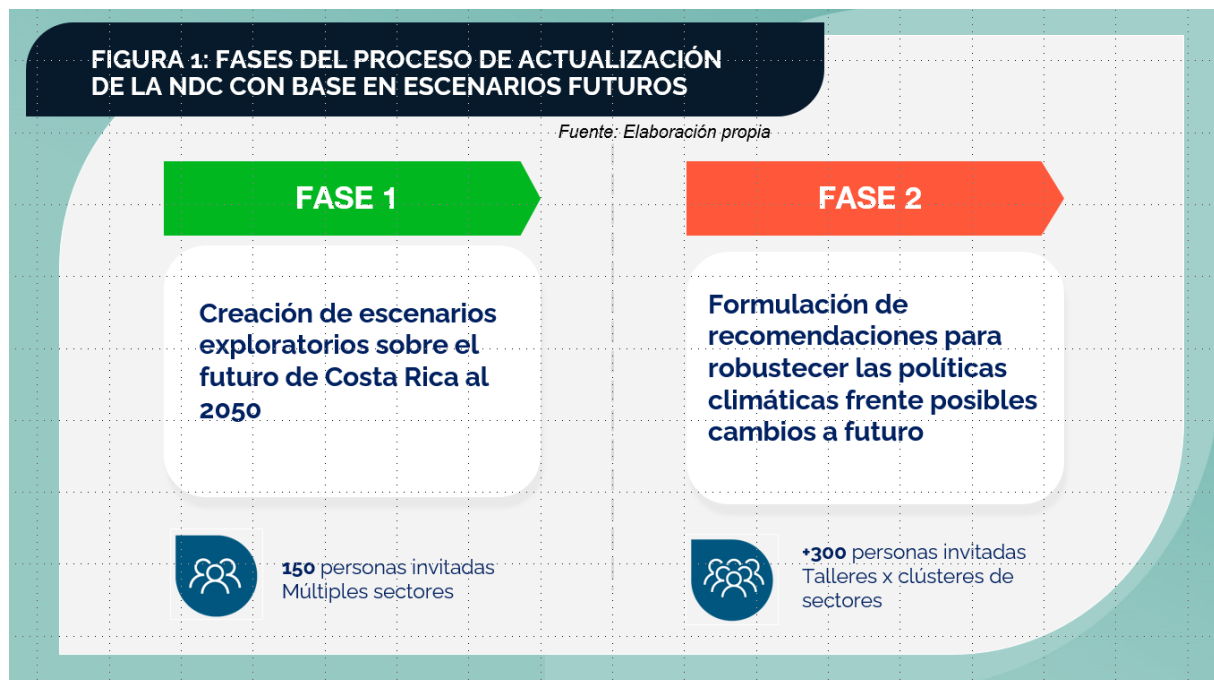 FIGURA 1: FASES DEL PROCESO DE ACTUALIZACIÓN
DE LA NDC CON BASE EN ESCENARIOS FUTUROS
Fuente: Elaboración propia
FASE 1
Creación de escenarios
exploratorios sobre el
futuro de Costa Rica al
2050
150 personas invitadas
Múltiples sectores
FASE 2
Formulación de
recomendaciones para
robustecer las políticas
climáticas frente posibles
cambios a futuro
+300 personas invitadas
Talleres x clústeres de
sectores